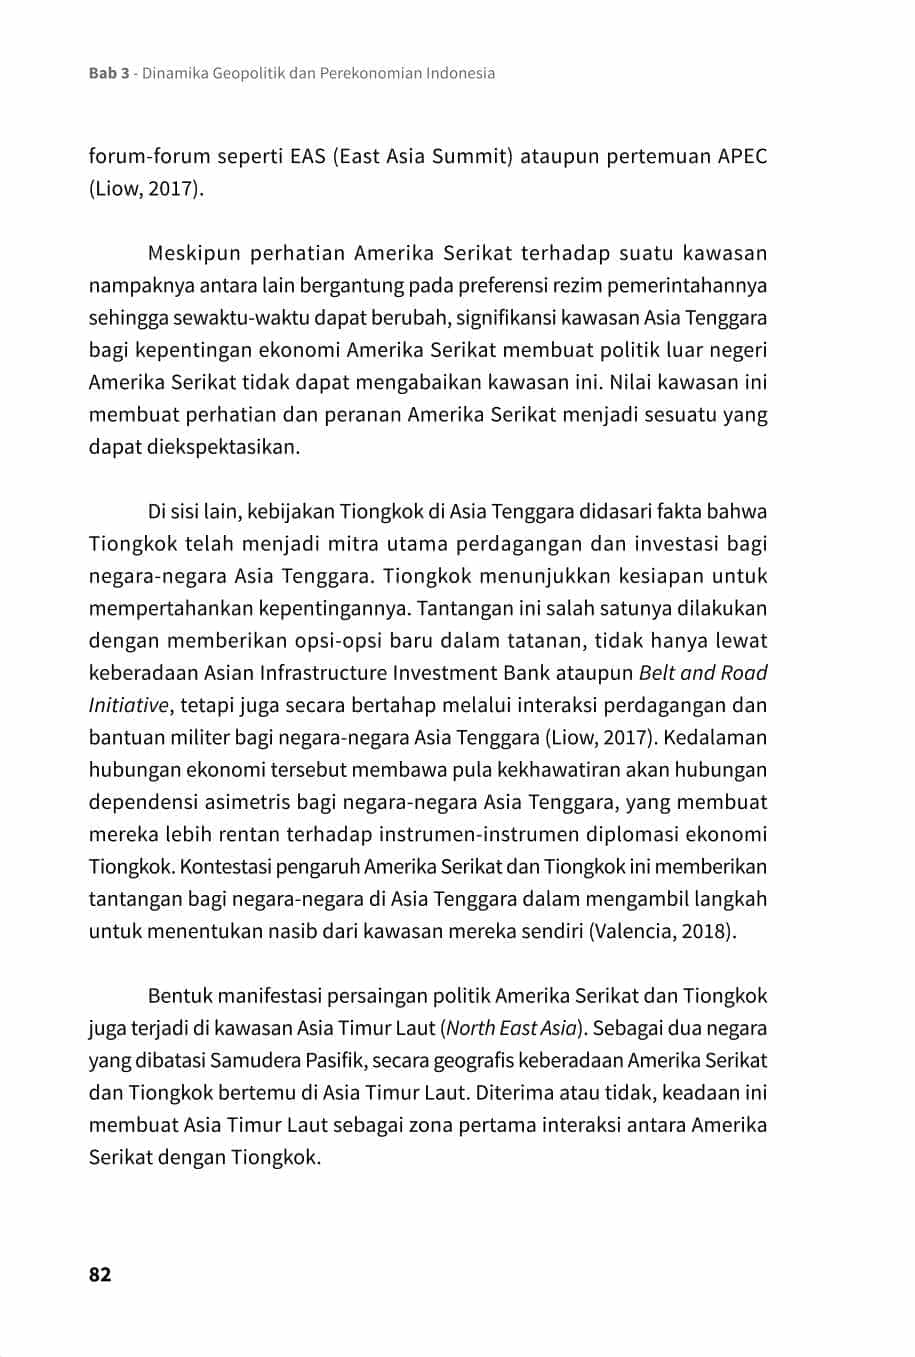 Bab 3 - Dinamika Geopolitik dan Perekonomian Indonesia
forum-forum seperti EAS (East Asia Summit) ataupun pertemuan APEC
(Liow, 2017).
Meskipun perhatian Amerika Serikat terhadap suatu kawasan
nampaknya antara lain bergantung pada preferensi rezim pemerintahannya
sehingga sewaktu-waktu dapat berubah, signifikansi kawasan Asia Tenggara
bagi kepentingan ekonomi Amerika Serikat membuat politik luar negeri
Amerika Serikat tidak dapat mengabaikan kawasan ini. Nilai kawasan ini
membuat perhatian dan peranan Amerika Serikat menjadi sesuatu yang
dapat diekspektasikan.
Di sisi lain, kebijakan Tiongkok di Asia Tenggara didasari fakta bahwa
Tiongkok telah menjadi mitra utama perdagangan dan investasi bagi
negara-negara Asia Tenggara. Tiongkok menunjukkan kesiapan untuk
mempertahankan kepentingannya. Tantangan ini salah satunya dilakukan
dengan memberikan opsi-opsi baru dalam tatanan, tidak hanya lewat
keberadaan Asian Infrastructure Investment Bank ataupun Belt and Road
Initiative, tetapi juga secara bertahap melalui interaksi perdagangan dan
bantuan militer bagi negara-negara Asia Tenggara (Liow, 2017). Kedalaman
hubungan ekonomi tersebut membawa pula kekhawatiran akan hubungan
dependensi asimetris bagi negara-negara Asia Tenggara, yang membuat
mereka lebih rentan terhadap instrumen-instrumen diplomasi ekonomi
Tiongkok. Kontestasi pengaruh Amerika Serikat dan Tiongkok ini memberikan
tantangan bagi negara-negara di Asia Tenggara dalam mengambil langkah
untuk menentukan nasib dari kawasan mereka sendiri (Valencia, 2018).
Bentuk manifestasi persaingan politik Amerika Serikat dan Tiongkok
juga terjadi di kawasan Asia Timur Laut (North East Asia). Sebagai dua negara
yang dibatasi Samudera Pasifik, secara geografis keberadaan Amerika Serikat
dan Tiongkok bertemu di Asia Timur Laut. Diterima atau tidak, keadaan ini
membuat Asia Timur Laut sebagai zona pertama interaksi antara Amerika
Serikat dengan Tiongkok.
82